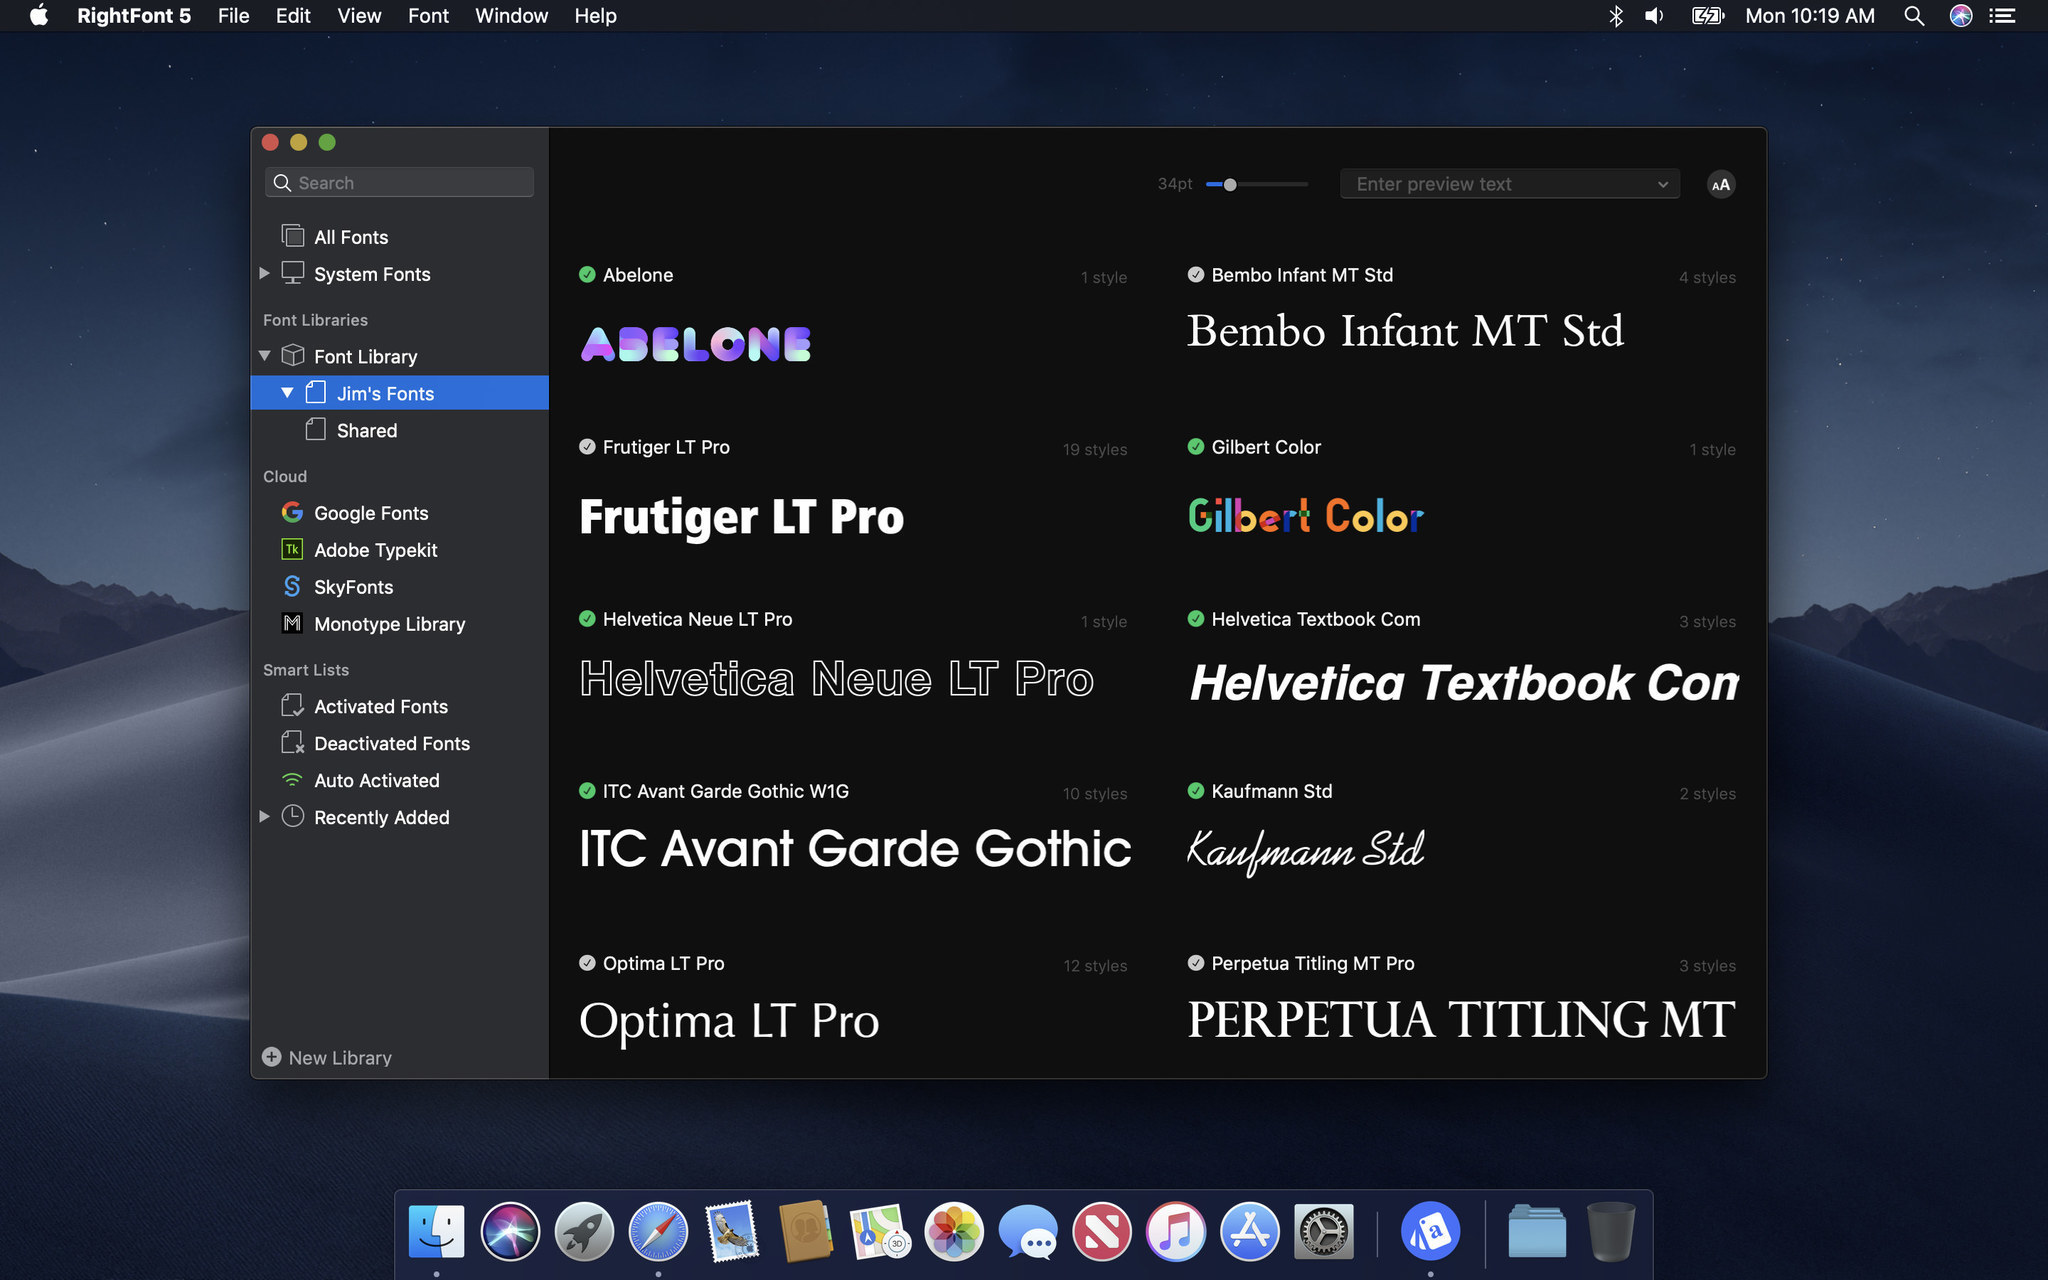 RightFont 5 File Edit View Font Window Help Mon 10:19 AM
Search
All Fonts
System Fonts
Font Libraries
Font Library
Jim's Fonts
Shared
Cloud
Google Fonts
Tk Adobe Typekit
SkyFonts
Monotype Library
Smart Lists
Activated Fonts
Deactivated Fonts
Auto Activated
Recently Added
New Library
34pt Enter preview text AA
Abelone 1 style
ABELONE
Bembo Infant MT Std 4 styles
Bembo Infant MT Std
Frutiger LT Pro 19 styles
Frutiger LT Pro
Gilbert Color 1 style
Gilbert Color
Helvetica Neue LT Pro 1 style
Helvetica Neue LT Pro
Helvetica Textbook Com 3 styles
Helvetica Textbook Com
ITC Avant Garde Gothic W1G 10 styles
ITC Avant Garde Gothic
Kaufmann Std 2 styles
Kaufmann Std
Optima LT Pro 12 styles
Optima LT Pro
Perpetua Titling MT Pro 3 styles
PERPETUA TITLING MT
3D
a